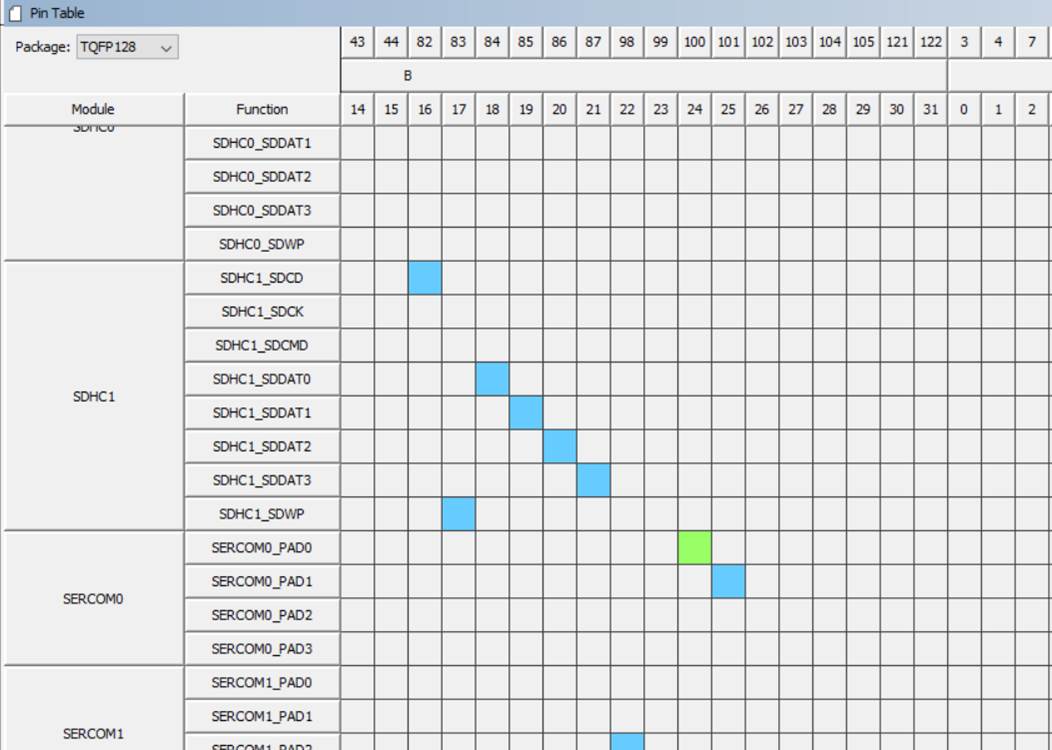 Pin Table
Package: TQFP128
43 44 82 83 84 85 86 87 98 99 100 101 102 103 104 105 121 122 3 4 7
B
Module Function 14 15 16 17 18 19 20 21 22 23 24 25 26 27 28 29 30 31 0 1 2
SDHC0
SDHC0_SDDAT1
SDHC0_SDDAT2
SDHC0_SDDAT3
SDHC0_SDWP
SDHC1_SDCD
SDHC1_SDCK
SDHC1_SDCMD
SDHC1_SDDAT0
SDHC1
SDHC1_SDDAT1
SDHC1_SDDAT2
SDHC1_SDDAT3
SDHC1_SDWP
SERCOM0_PAD0
SERCOM0_PAD1
SERCOM0
SERCOM0_PAD2
SERCOM0_PAD3
SERCOM1_PAD0
SERCOM1_PAD1
SERCOM1
SERCOM1_PAD2